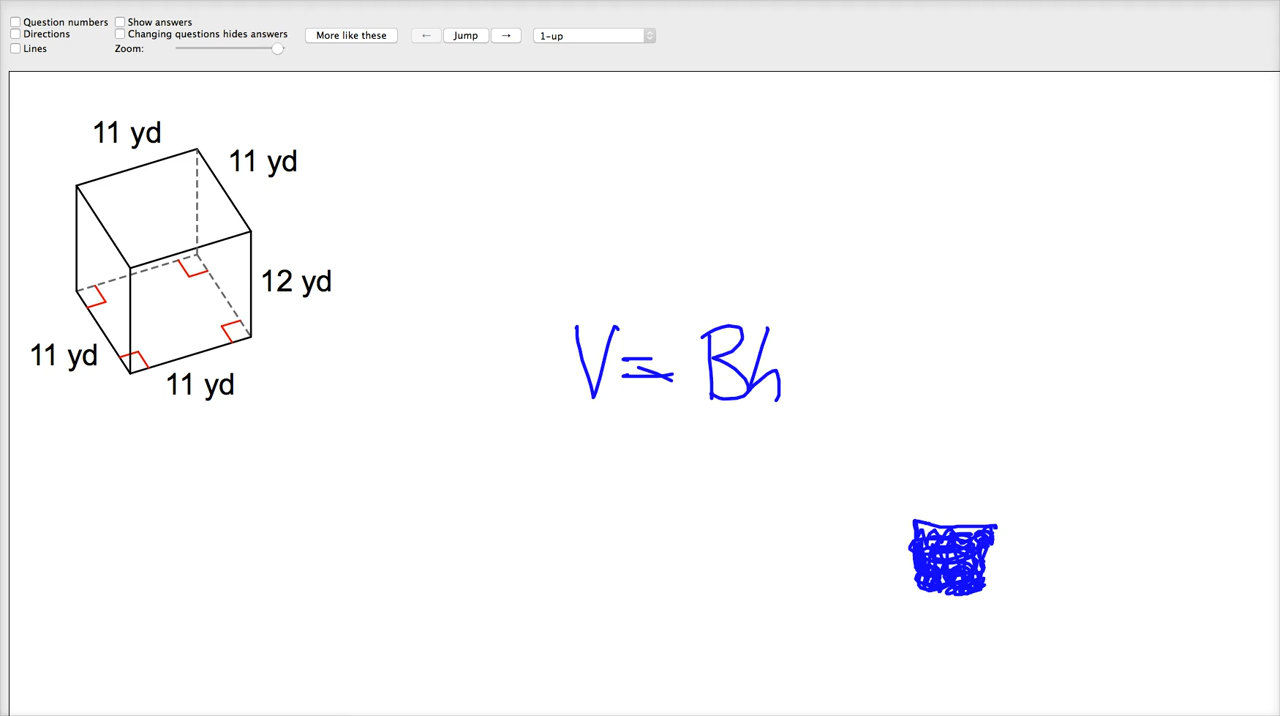 Question numbers Show answers
Directions Changing questions hides answers More like these ← Jump → 1-up
Lines Zoom:
11 yd
11 yd
12 yd
11 yd
11 yd
V = Bh